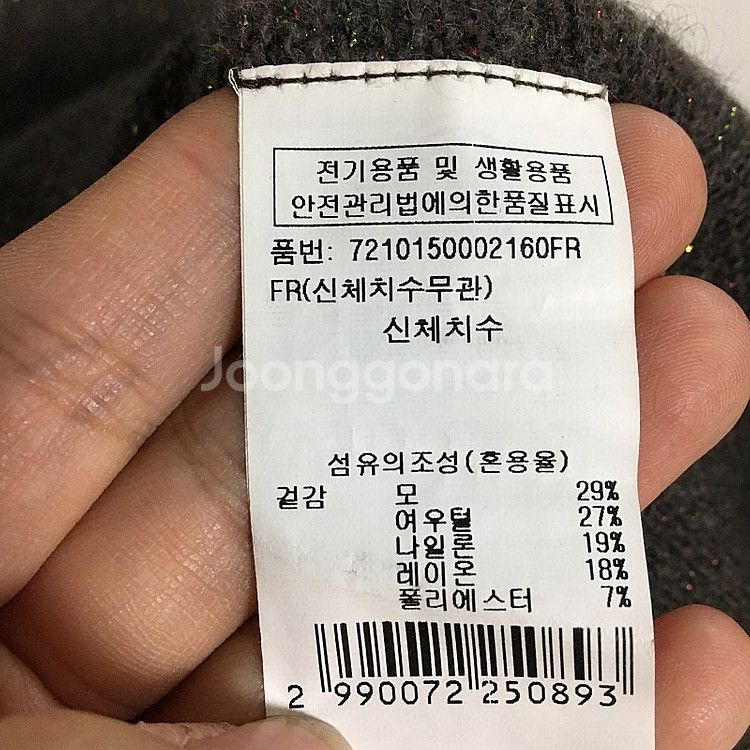 전기용품 및 생활용품
안전관리법에의한품질표시
품번: 7210150002160FR
FR(신체치수무관)
신체치수
Joonggonara
섬유의조성(혼용율)
겉감 모 29%
여우털 27%
나일론 19%
레이온 18%
폴리에스터 7%
2 990072 250893